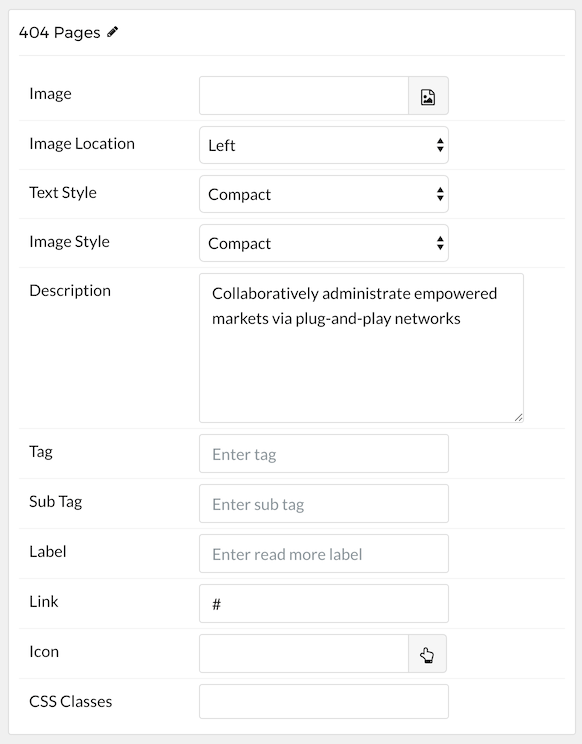 404 Pages
Image
Image Location
Left
Text Style
Compact
Image Style
Compact
Description
Collaboratively administrate empowered
markets via plug-and-play networks
Tag
Enter tag
Sub Tag
Enter sub tag
Label
Enter read more label
Link
#
Icon
CSS Classes